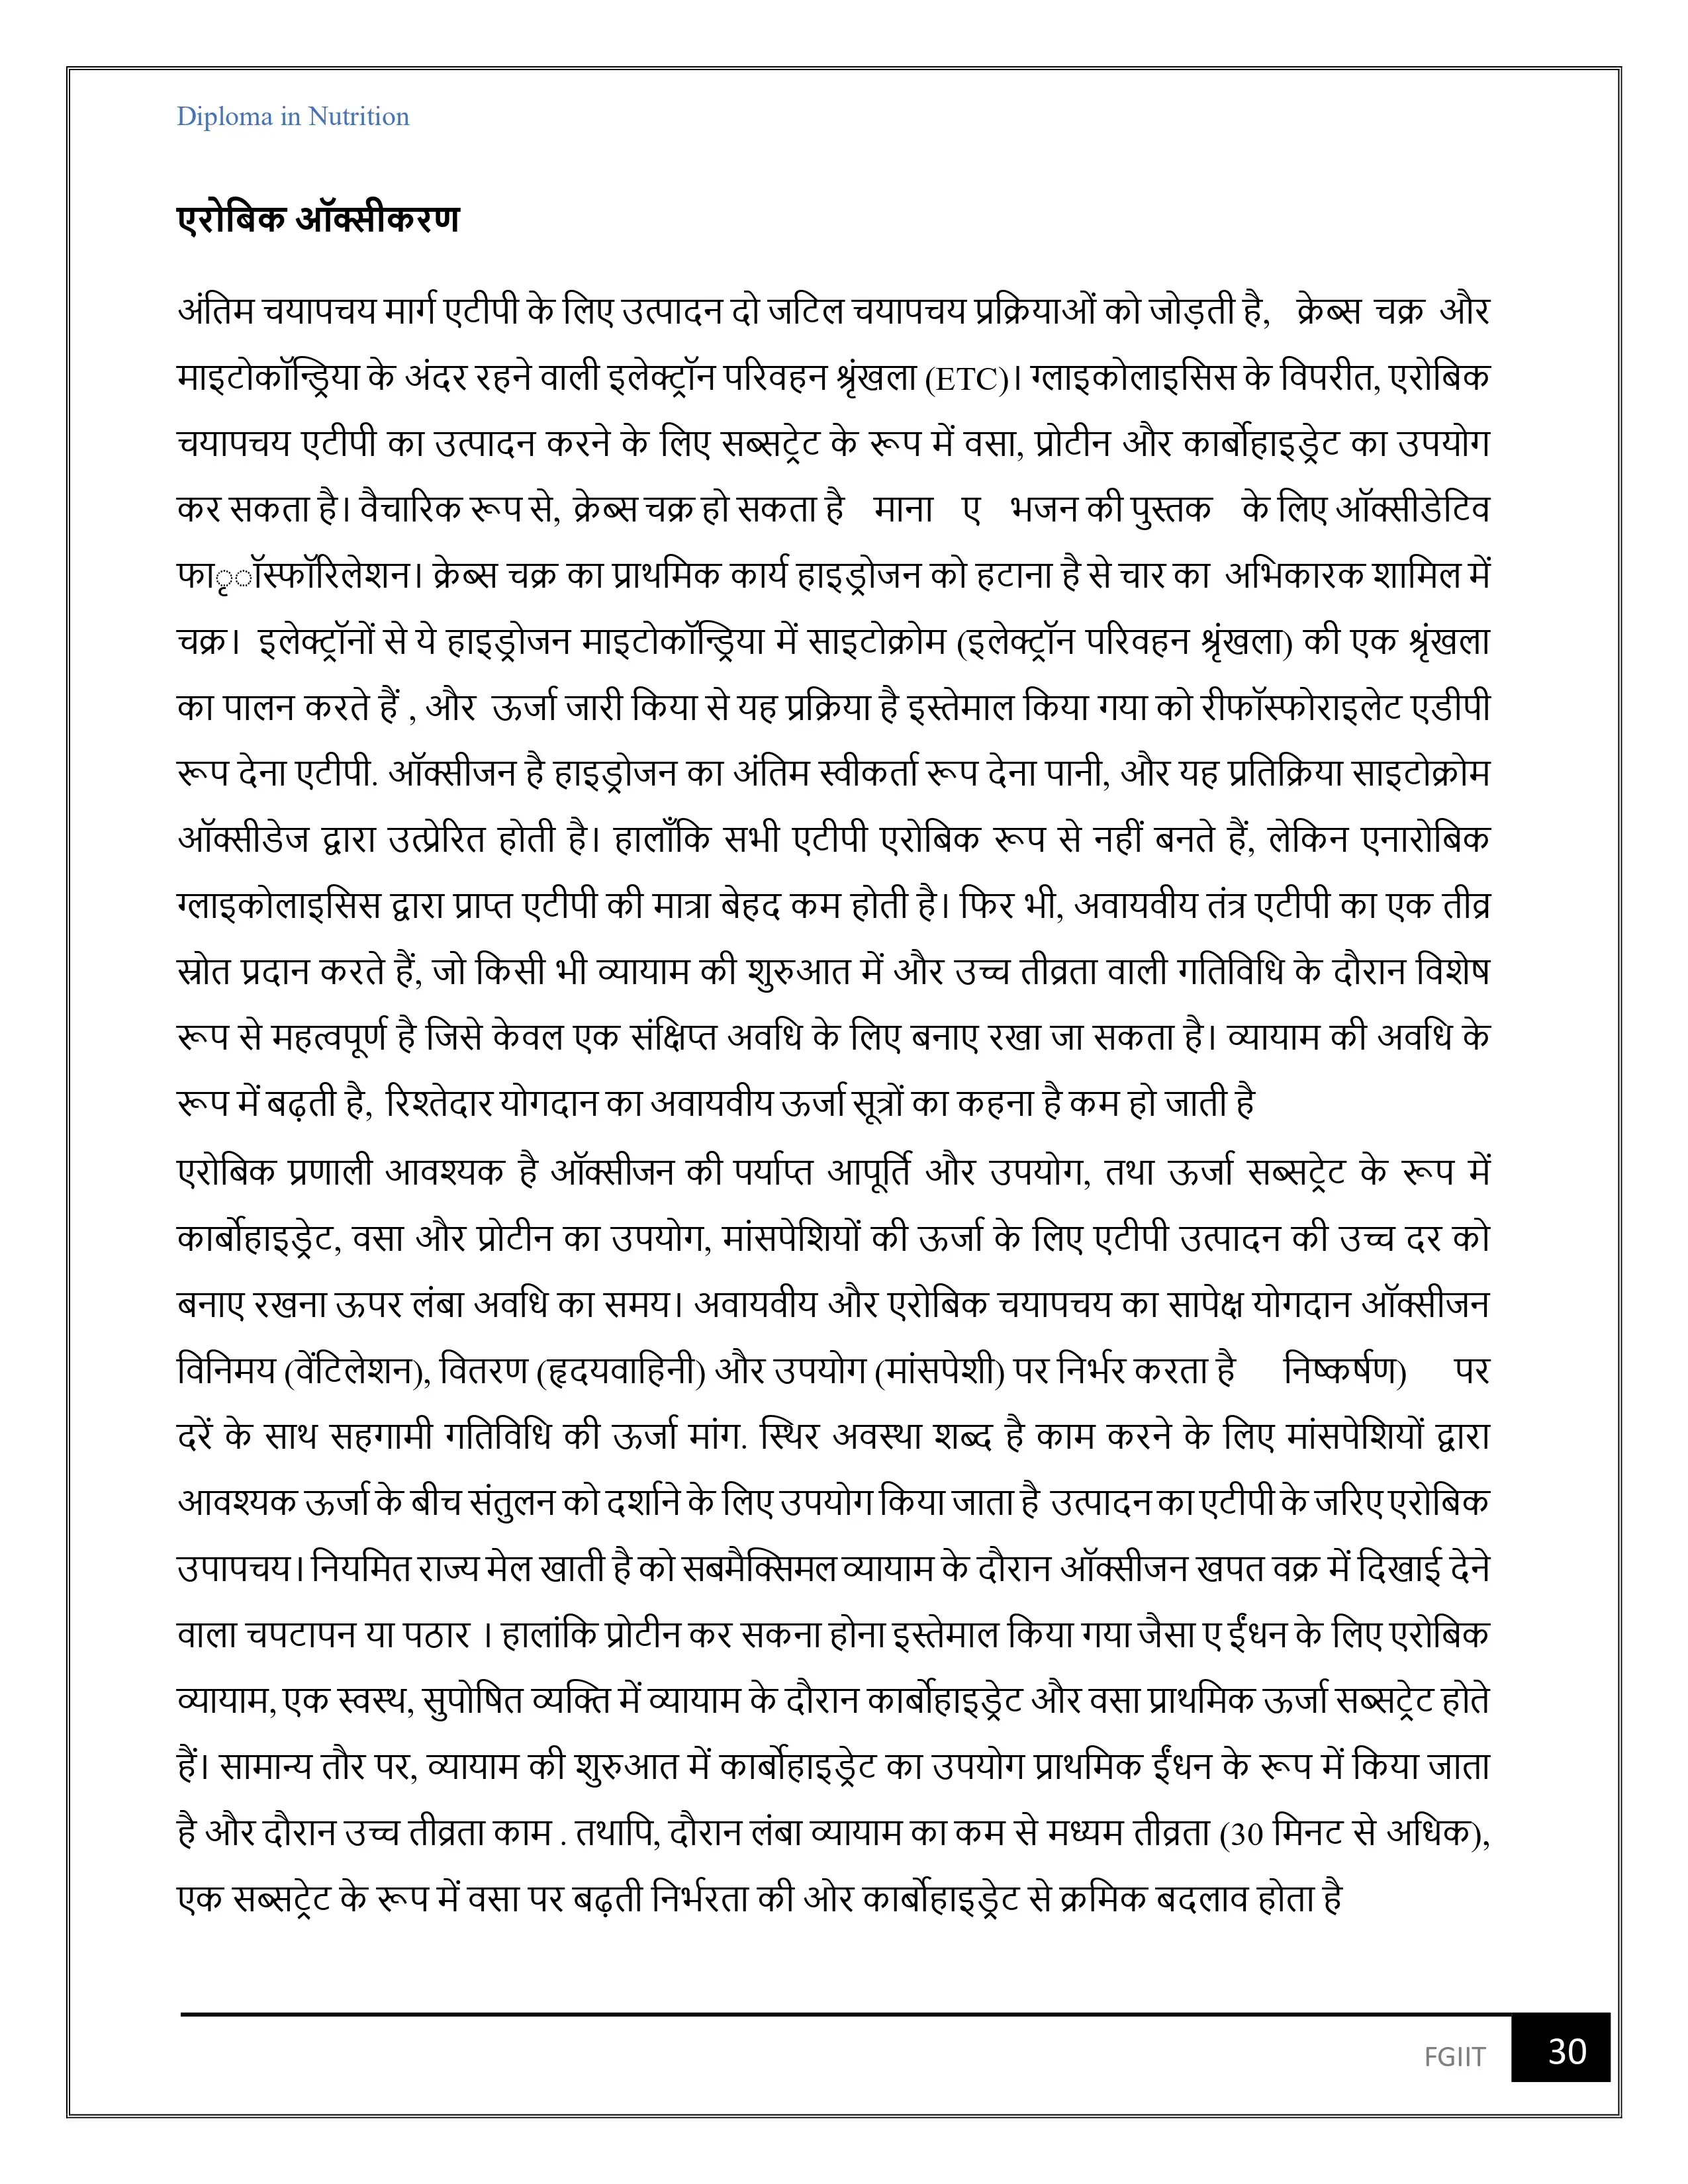 Diploma in Nutrition
एरोबिक ऑक्सीकरण
अंतिम चयापचय मार्ग एटीपी के लिए उत्पादन दो जटिल चयापचय प्रक्रियाओं को जोड़ती है, क्रेब्स चक्र और
माइटोकॉन्ड्रिया के अंदर रहने वाली इलेक्ट्रॉन परिवहन श्रृंखला (ETC)। ग्लाइकोलाइसिस के विपरीत, एरोबिक
चयापचय एटीपी का उत्पादन करने के लिए सब्सट्रेट के रूप में वसा, प्रोटीन और कार्बोहाइड्रेट का उपयोग
कर सकता है। वैचारिक रूप से, क्रेब्स चक्र हो सकता है माना ए भजन की पुस्तक के लिए ऑक्सीडेटिव
फाृॉस्फॉरिलेशन। क्रेब्स चक्र का प्राथमिक कार्य हाइड्रोजन को हटाना है से चार का अभिकारक शामिल में
चक्र। इलेक्ट्रॉनों से ये हाइड्रोजन माइटोकॉन्ड्रिया में साइटोक्रोम (इलेक्ट्रॉन परिवहन श्रृंखला) की एक श्रृंखला
का पालन करते हैं , और ऊर्जा जारी किया से यह प्रक्रिया है इस्तेमाल किया गया को रीफॉस्फोराइलेट एडीपी
रूप देना एटीपी. ऑक्सीजन है हाइड्रोजन का अंतिम स्वीकर्ता रूप देना पानी, और यह प्रतिक्रिया साइटोक्रोम
ऑक्सीडेज द्वारा उत्प्रेरित होती है। हालाँकि सभी एटीपी एरोबिक रूप से नहीं बनते हैं, लेकिन एनारोबिक
ग्लाइकोलाइसिस द्वारा प्राप्त एटीपी की मात्रा बेहद कम होती है। फिर भी, अवायवीय तंत्र एटीपी का एक तीव्र
स्रोत प्रदान करते हैं, जो किसी भी व्यायाम की शुरुआत में और उच्च तीव्रता वाली गतिविधि के दौरान विशेष
रूप से महत्वपूर्ण है जिसे केवल एक संक्षिप्त अवधि के लिए बनाए रखा जा सकता है। व्यायाम की अवधि के
रूप में बढ़ती है, रिश्तेदार योगदान का अवायवीय ऊर्जा सूत्रों का कहना है कम हो जाती है
एरोबिक प्रणाली आवश्यक है ऑक्सीजन की पर्याप्त आपूर्ति और उपयोग, तथा ऊर्जा सब्सट्रेट के रूप में
कार्बोहाइड्रेट, वसा और प्रोटीन का उपयोग, मांसपेशियों की ऊर्जा के लिए एटीपी उत्पादन की उच्च दर को
बनाए रखना ऊपर लंबा अवधि का समय। अवायवीय और एरोबिक चयापचय का सापेक्ष योगदान ऑक्सीजन
विनिमय (वेंटिलेशन), वितरण (हृदयवाहिनी) और उपयोग (मांसपेशी) पर निर्भर करता है निष्कर्षण) पर
दरें के साथ सहगामी गतिविधि की ऊर्जा मांग. स्थिर अवस्था शब्द है काम करने के लिए मांसपेशियों द्वारा
आवश्यक ऊर्जा के बीच संतुलन को दर्शाने के लिए उपयोग किया जाता है उत्पादन का एटीपी के जरिए एरोबिक
उपापचय। नियमित राज्य मेल खाती है को सबमैक्सिमल व्यायाम के दौरान ऑक्सीजन खपत वक्र में दिखाई देने
वाला चपटापन या पठार । हालांकि प्रोटीन कर सकना होना इस्तेमाल किया गया जैसा ए ईंधन के लिए एरोबिक
व्यायाम, एक स्वस्थ, सुपोषित व्यक्ति में व्यायाम के दौरान कार्बोहाइड्रेट और वसा प्राथमिक ऊर्जा सब्सट्रेट होते
हैं। सामान्य तौर पर, व्यायाम की शुरुआत में कार्बोहाइड्रेट का उपयोग प्राथमिक ईंधन के रूप में किया जाता
है और दौरान उच्च तीव्रता काम . तथापि, दौरान लंबा व्यायाम का कम से मध्यम तीव्रता (30 मिनट से अधिक),
एक सब्सट्रेट के रूप में वसा पर बढ़ती निर्भरता की ओर कार्बोहाइड्रेट से क्रमिक बदलाव होता है
FGIIT 30